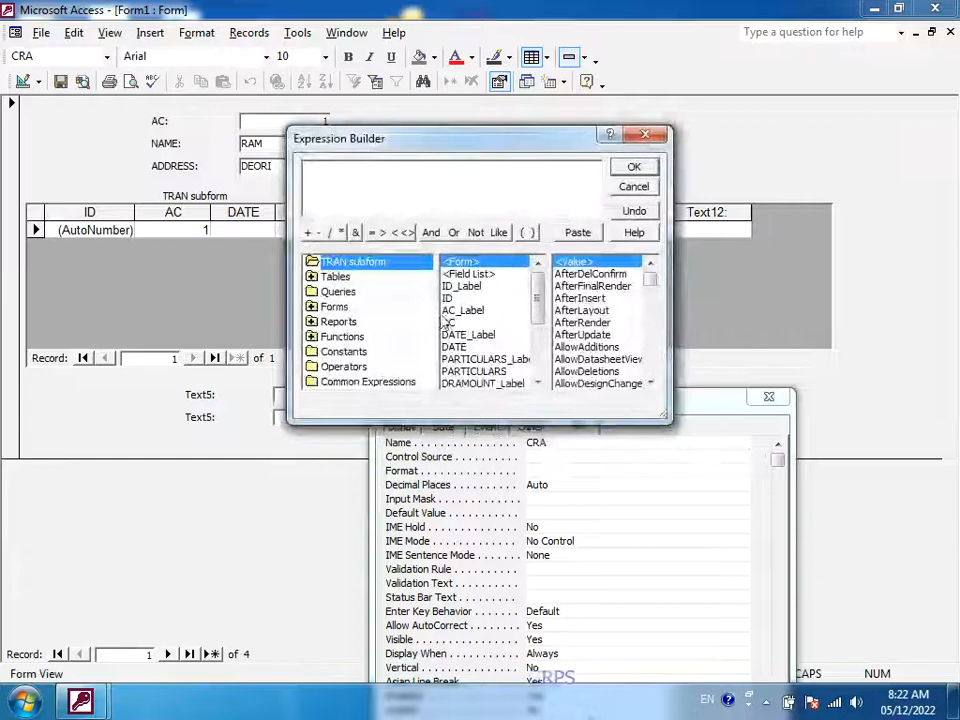 Microsoft Access - [Form1 : Form]
File Edit View Insert Format Records Tools Window Help
Type a question for help
CRA Arial 10 B I U A
AC: 1
NAME: RAM
ADDRESS: DEORI
TRAN subform
ID AC DATE Text12:
(AutoNumber) 1
Record: 1 of 1
Text5:
Text5:
Expression Builder
OK
Cancel
Undo
+ - / * & = > < <> And Or Not Like ( ) Paste Help
TRAN subform
Tables
Queries
Forms
Reports
Functions
Constants
Operators
Common Expressions
<Form>
<Field List>
ID_Label
ID
AC_Label
DATE_Label
DATE
PARTICULARS_Labe
PARTICULARS
DRAMOUNT_Label
<Value>
AfterDelConfirm
AfterFinalRender
AfterInsert
AfterLayout
AfterRender
AfterUpdate
AllowAdditions
AllowDatasheetView
AllowDeletions
AllowDesignChange
Name . . . . . . . . . . . . . . . . CRA
Control Source . . . . . . . . .
Format . . . . . . . . . . . . . . .
Decimal Places . . . . . . . . . Auto
Input Mask . . . . . . . . . . . .
Default Value . . . . . . . . . .
IME Hold . . . . . . . . . . . . . No
IME Mode . . . . . . . . . . . . . No Control
IME Sentence Mode . . . . . None
Validation Rule . . . . . . . . .
Validation Text . . . . . . . . .
Status Bar Text . . . . . . . . .
Enter Key Behavior . . . . . . Default
Allow AutoCorrect . . . . . . Yes
Visible . . . . . . . . . . . . . . . Yes
Display When . . . . . . . . . . Always
Vertical . . . . . . . . . . . . . . No
Asian Line Break . . . . . . . . Yes
Record: 1 of 4
Form View
CAPS NUM
RPS
EN
8:22 AM
05/12/2022